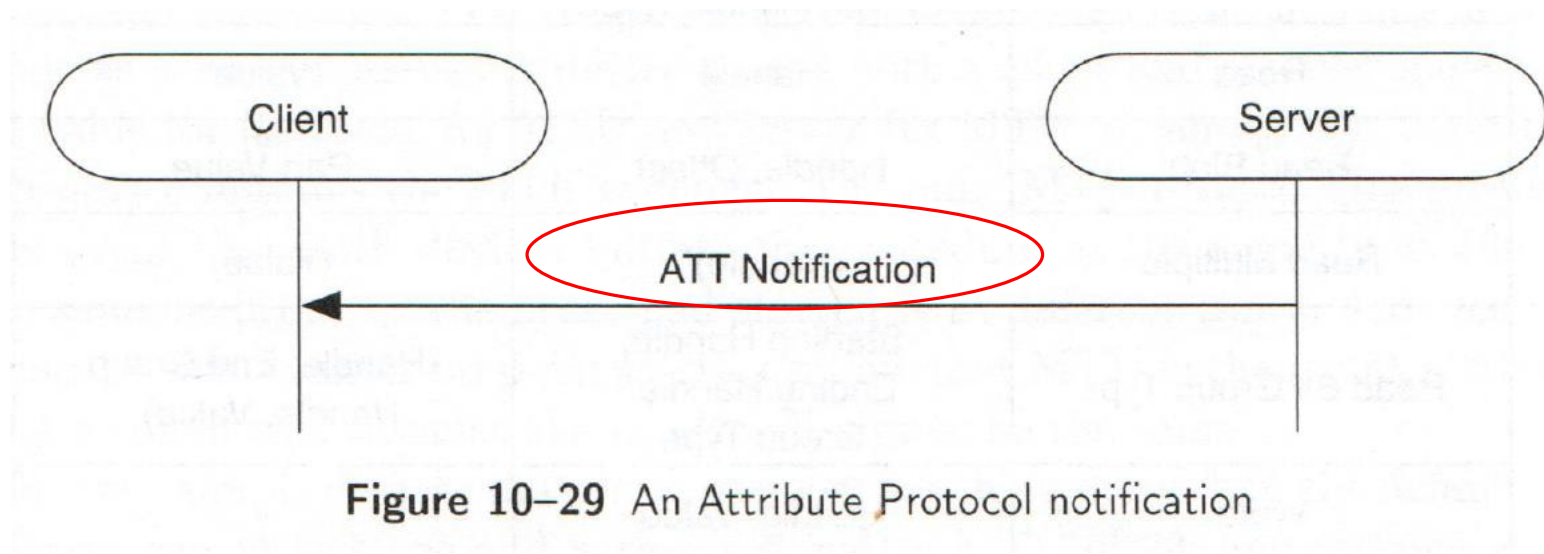 Client
Server
ATT Notification
Figure 10–29 An Attribute Protocol notification